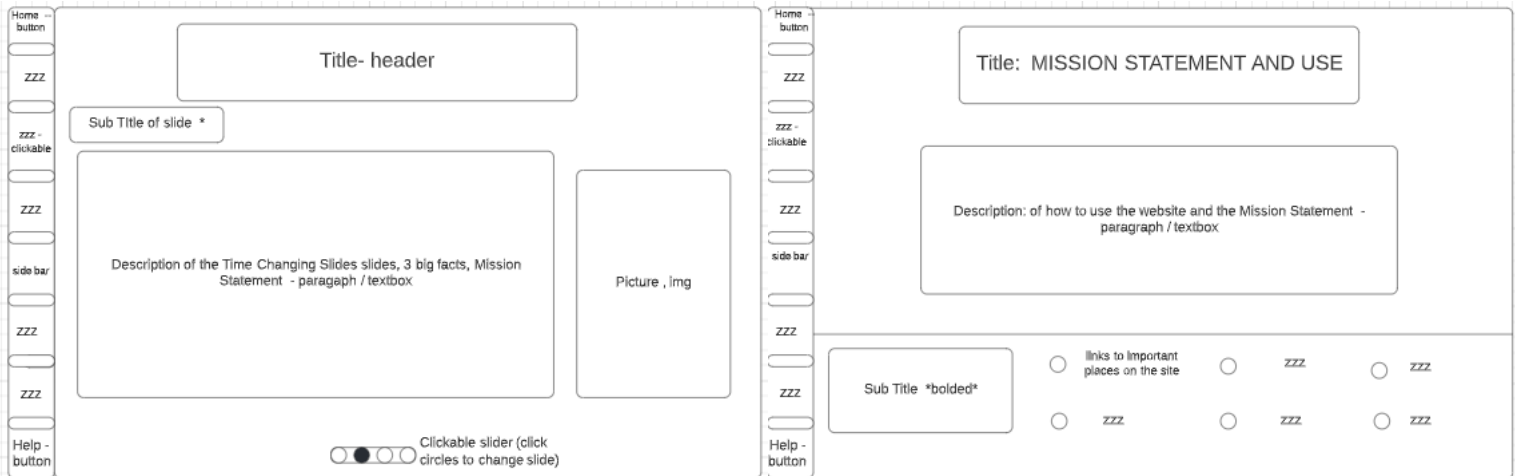 Home -
button
zzz
zzz -
clickable
zzz
side bar
zzz
zzz
Help -
button
Title- header
Sub TItle of slide *
Description of the Time Changing Slides slides, 3 big facts, Mission
Statement - paragaph / textbox
Picture , img
Clickable slider (click
circles to change slide)
Home -
button
zzz
zzz -
clickable
zzz
side bar
zzz
zzz
Help -
button
Title: MISSION STATEMENT AND USE
Description: of how to use the website and the Mission Statement -
paragraph / textbox
Sub Title *bolded*
links to important
places on the site
zzz
zzz
zzz
zzz
zzz